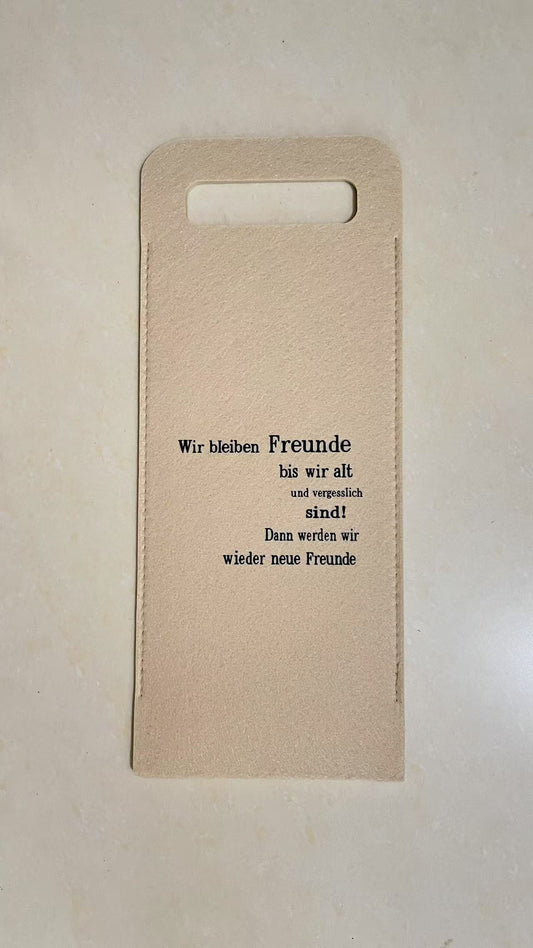 Wir bleiben Freunde
bis wir alt
und vergesslich
sind!
Dann werden wir
wieder neue Freunde